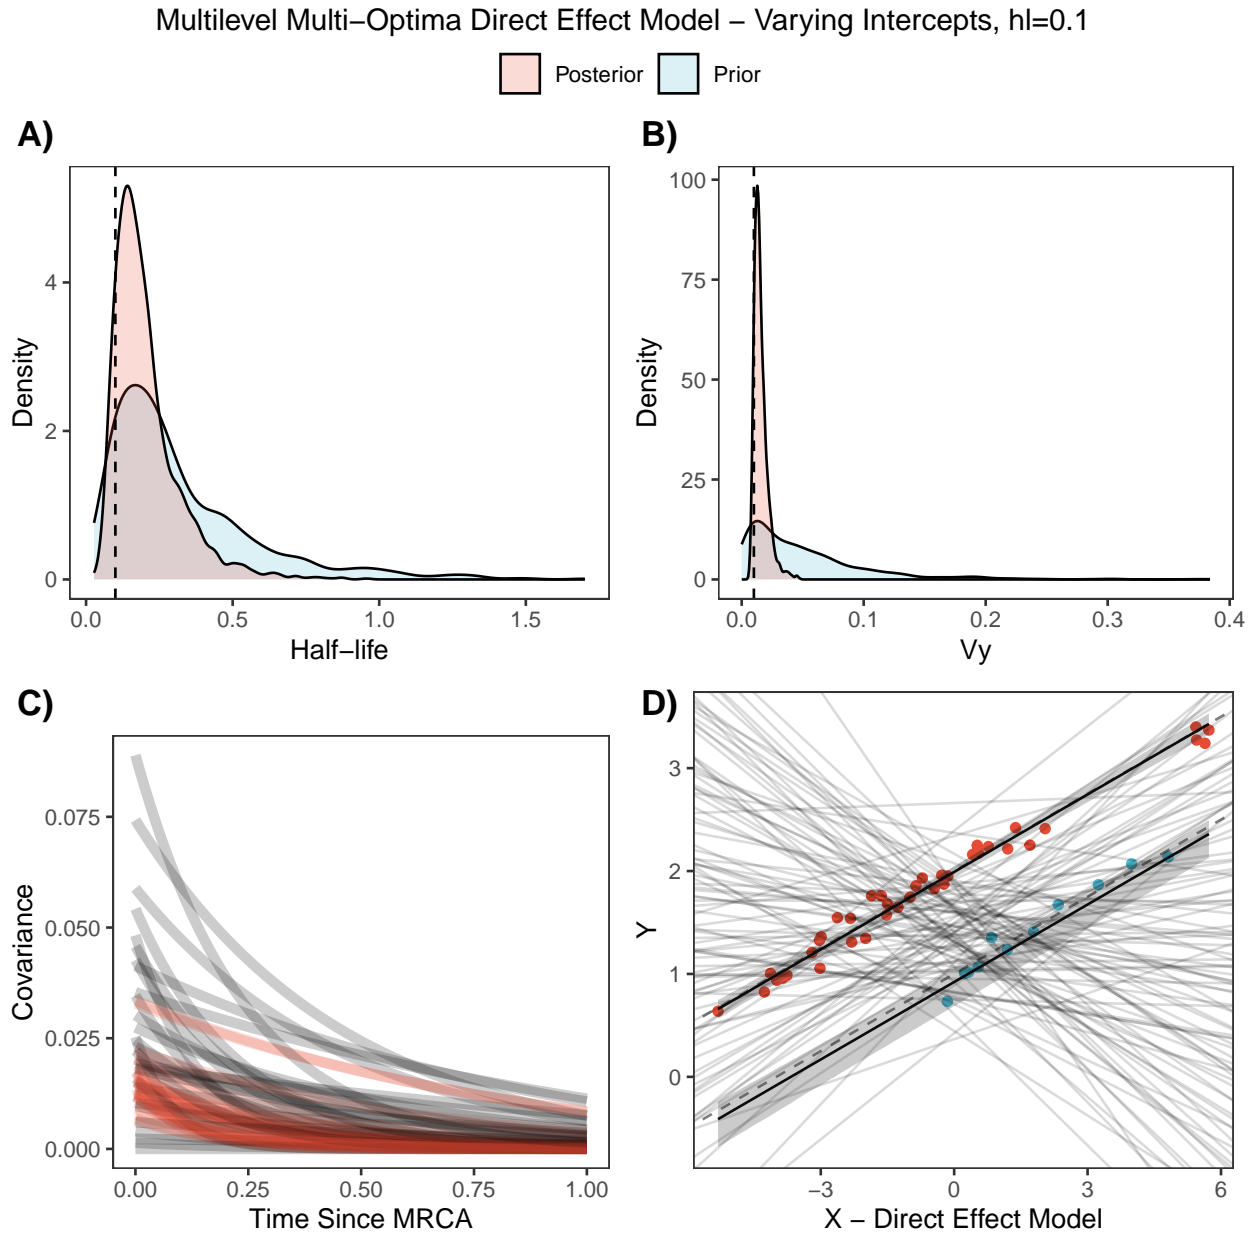 Multilevel Multi−Optima Direct Effect Model − Varying Intercepts, hl=0.1
Posterior
Prior
A)
Density
4
2
0
0.0
0.5
1.0
1.5
Half−life
B)
Density
100
75
50
25
0
0.0
0.1
0.2
0.3
0.4
Vy
C)
Covariance
0.075
0.050
0.025
0.000
0.00
0.25
0.50
0.75
1.00
Time Since MRCA
D)
Y
3
2
1
0
−3
0
3
6
X − Direct Effect Model